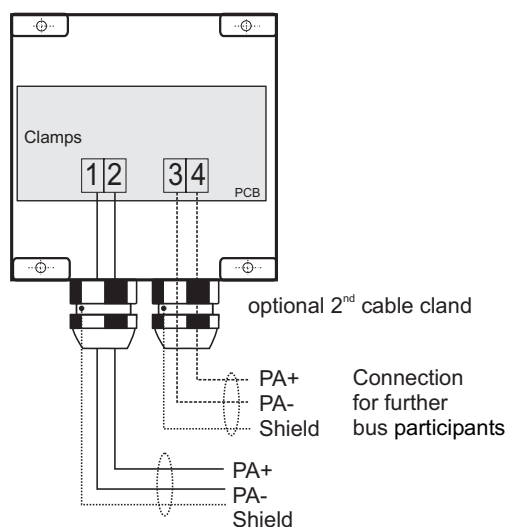 Clamps
1 2 3 4
PCB
optional 2nd cable cland
PA+ Connection
PA- for further
Shield bus participants
PA+
PA-
Shield